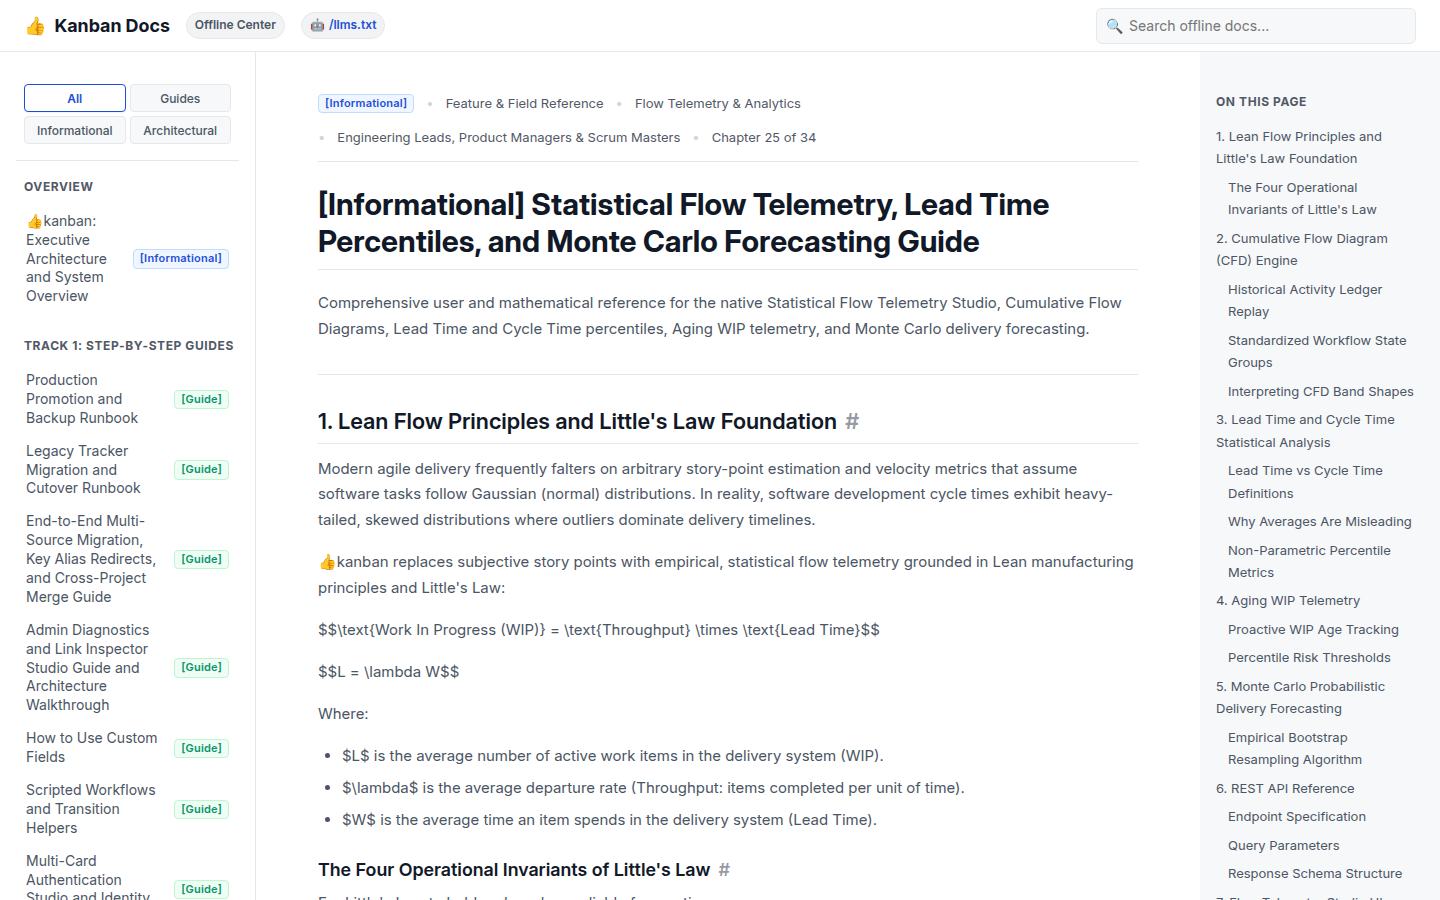 👍 Kanban Docs
Offline Center
🤖 /llms.txt
🔍 Search offline docs...
All
Guides
Informational
Architectural
OVERVIEW
👍kanban:
Executive
Architecture
and System
Overview
[Informational]
TRACK 1: STEP-BY-STEP GUIDES
Production
Promotion and
Backup Runbook
[Guide]
Legacy Tracker
Migration and
Cutover Runbook
[Guide]
End-to-End Multi-
Source Migration,
Key Alias Redirects,
and Cross-Project
Merge Guide
[Guide]
Admin Diagnostics
and Link Inspector
Studio Guide and
Architecture
Walkthrough
[Guide]
How to Use Custom
Fields
[Guide]
Scripted Workflows
and Transition
Helpers
[Guide]
Multi-Card
Authentication
Studio and Identity
[Guide]
[Informational] • Feature & Field Reference • Flow Telemetry & Analytics
• Engineering Leads, Product Managers & Scrum Masters • Chapter 25 of 34
[Informational] Statistical Flow Telemetry, Lead Time
Percentiles, and Monte Carlo Forecasting Guide
Comprehensive user and mathematical reference for the native Statistical Flow Telemetry Studio, Cumulative Flow
Diagrams, Lead Time and Cycle Time percentiles, Aging WIP telemetry, and Monte Carlo delivery forecasting.
1. Lean Flow Principles and Little's Law Foundation #
Modern agile delivery frequently falters on arbitrary story-point estimation and velocity metrics that assume
software tasks follow Gaussian (normal) distributions. In reality, software development cycle times exhibit heavy-
tailed, skewed distributions where outliers dominate delivery timelines.
👍kanban replaces subjective story points with empirical, statistical flow telemetry grounded in Lean manufacturing
principles and Little's Law:
$$\text{Work In Progress (WIP)} = \text{Throughput} \times \text{Lead Time}$$
$$L = \lambda W$$
Where:
• $L$ is the average number of active work items in the delivery system (WIP).
• $\lambda$ is the average departure rate (Throughput: items completed per unit of time).
• $W$ is the average time an item spends in the delivery system (Lead Time).
The Four Operational Invariants of Little's Law #
ON THIS PAGE
1. Lean Flow Principles and
Little's Law Foundation
The Four Operational
Invariants of Little's Law
2. Cumulative Flow Diagram
(CFD) Engine
Historical Activity Ledger
Replay
Standardized Workflow State
Groups
Interpreting CFD Band Shapes
3. Lead Time and Cycle Time
Statistical Analysis
Lead Time vs Cycle Time
Definitions
Why Averages Are Misleading
Non-Parametric Percentile
Metrics
4. Aging WIP Telemetry
Proactive WIP Age Tracking
Percentile Risk Thresholds
5. Monte Carlo Probabilistic
Delivery Forecasting
Empirical Bootstrap
Resampling Algorithm
6. REST API Reference
Endpoint Specification
Query Parameters
Response Schema Structure